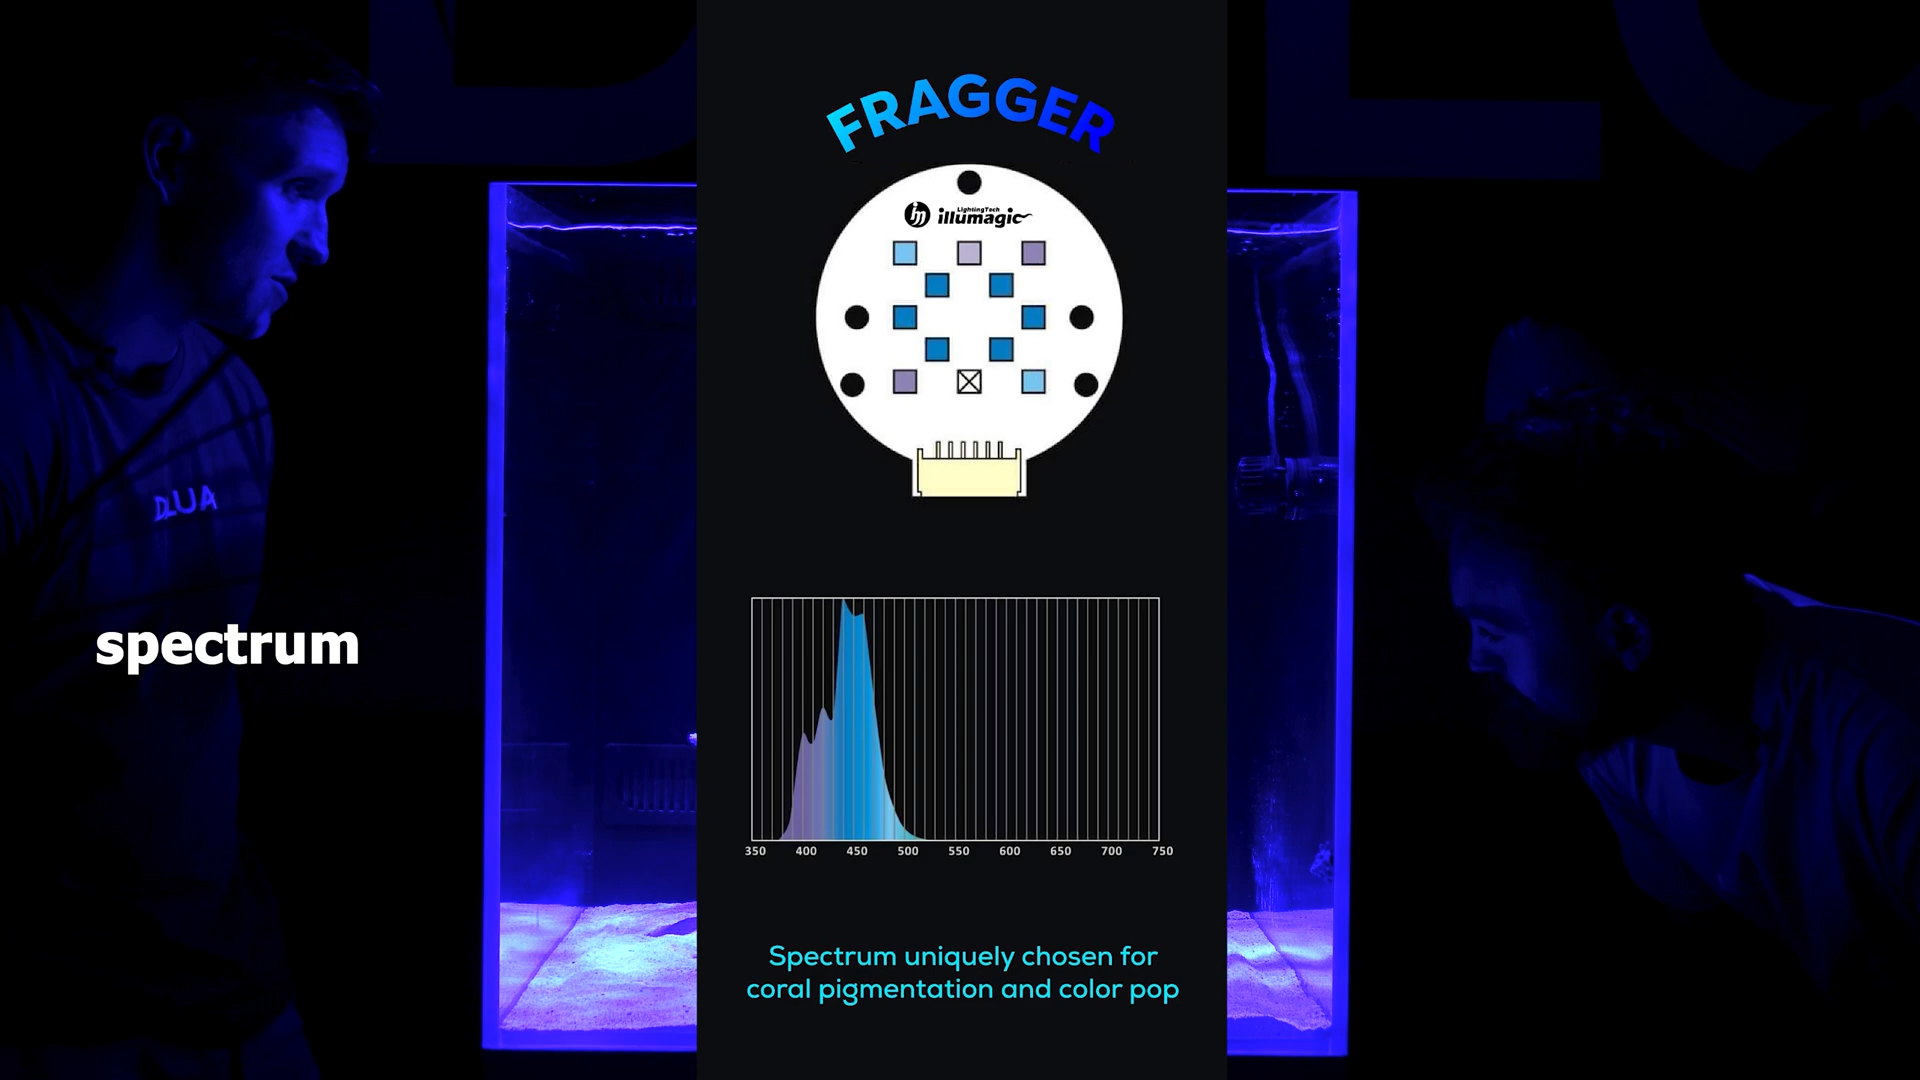 FRAGGER
LightingTech
illumagic
DLUA
spectrum
350 400 450 500 550 600 650 700 750
Spectrum uniquely chosen for
coral pigmentation and color pop